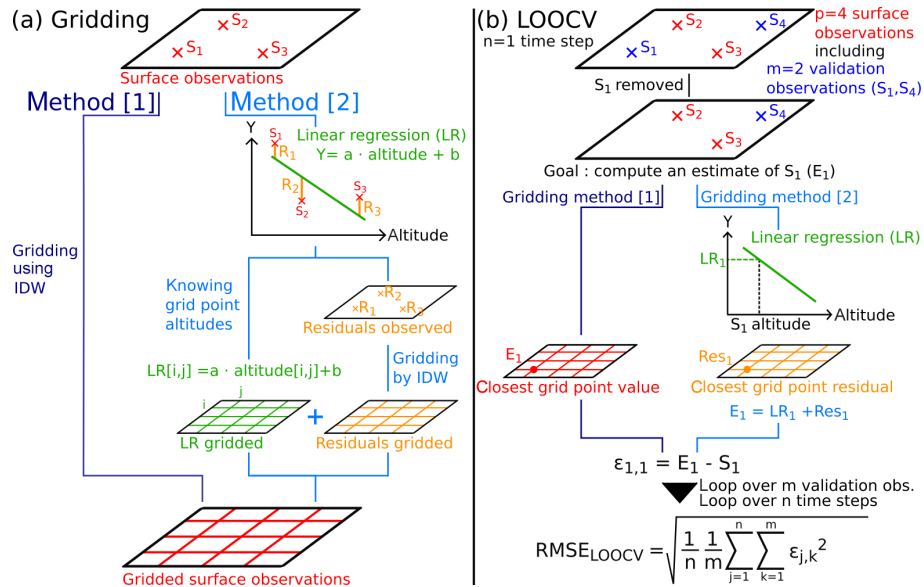 (a) Gridding
S2
S1
S3
Surface observations
Method [1]
Method [2]
Y
S1
R1
Linear regression (LR)
Y= a · altitude + b
R2
S2
S3
R3
Altitude
Gridding
using
IDW
Knowing
grid point
altitudes
R2
R1
R3
Residuals observed
LR[i,j] =a · altitude[i,j]+b
Gridding
by IDW
j
i
+
LR gridded
Residuals gridded
Gridded surface observations
(b) LOOCV
n=1 time step
S2
S4
S1
S3
p=4 surface
observations
including
m=2 validation
observations (S1,S4)
S1 removed
S2
S4
S3
Goal : compute an estimate of S1 (E1)
Gridding method [1]
Gridding method [2]
Y
Linear regression (LR)
LR1
S1 altitude
Altitude
E1
Closest grid point value
Res1
Closest grid point residual
E1 = LR1 +Res1
ε1,1 = E1 - S1
Loop over m validation obs.
Loop over n time steps
RMSELOOCV = √ 1/n 1/m ∑j=1n ∑k=1m εj,k2